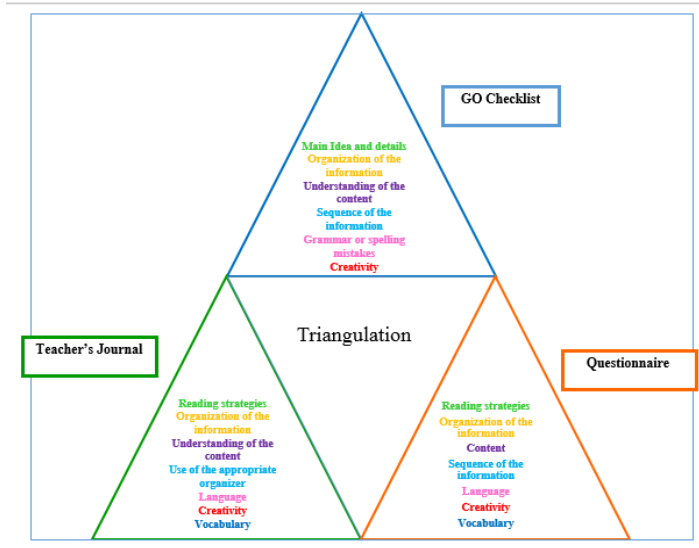 GO Checklist
Main Idea and details
Organization of the
information
Understanding of the
content
Sequence of the
information
Grammar or spelling
mistakes
Creativity
Triangulation
Teacher's Journal
Questionnaire
Reading strategies
Organization of the
information
Understanding of the
content
Use of the appropriate
organizer
Language
Creativity
Vocabulary
Reading strategies
Organization of the
information
Content
Sequence of the
information
Language
Creativity
Vocabulary